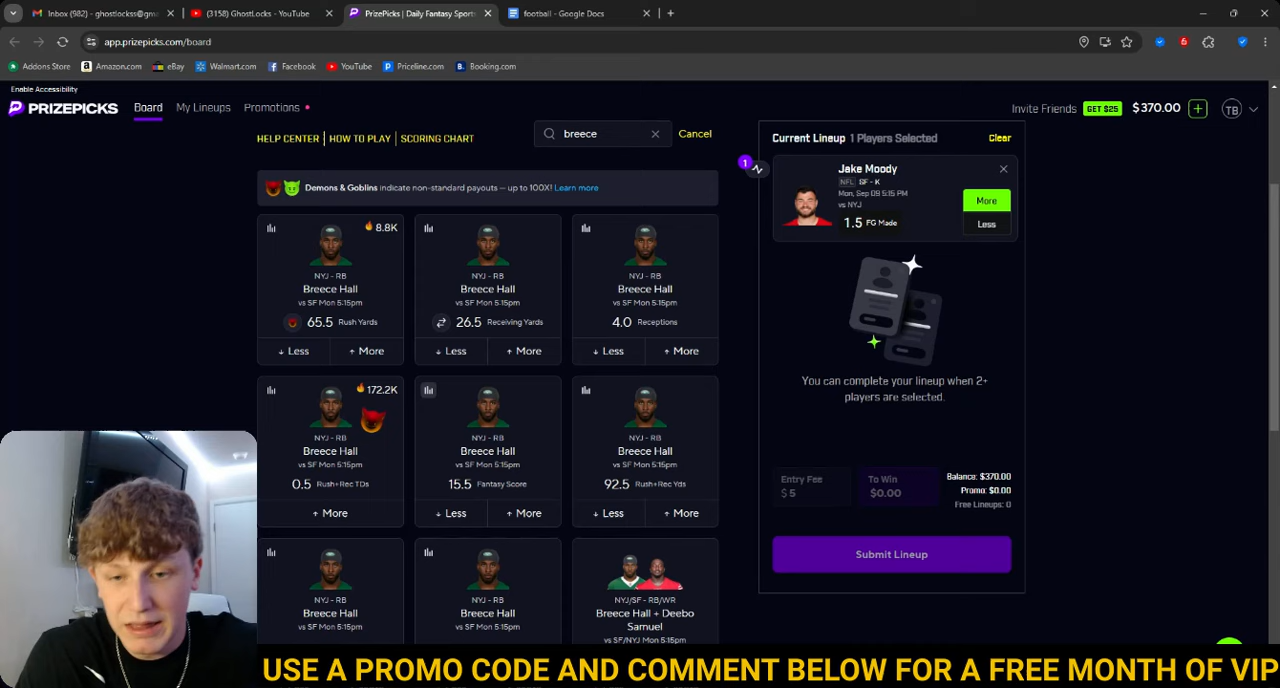 Inbox (982) - ghostlockss@gm
(3158) GhostLocks - YouTube
PrizePicks | Daily Fantasy Sport
football - Google Docs
app.prizepicks.com/board
Addons Store
Amazon.com
eBay
Walmart.com
Facebook
YouTube
Priceline.com
Booking.com
Enable Accessibility
PRIZEPICKS
Board
My Lineups
Promotions
Invite Friends
GET $25
$370.00
TB
HELP CENTER
HOW TO PLAY
SCORING CHART
breece
Cancel
Demons & Goblins indicate non-standard payouts — up to 100X! Learn more
8.8K
NYJ - RB
Breece Hall
vs SF Mon 5:15pm
65.5 Rush Yards
Less
More
NYJ - RB
Breece Hall
vs SF Mon 5:15pm
26.5 Receiving Yards
Less
More
NYJ - RB
Breece Hall
vs SF Mon 5:15pm
4.0 Receptions
Less
More
172.2K
NYJ - RB
Breece Hall
vs SF Mon 5:15pm
0.5 Rush+Rec TDs
More
NYJ - RB
Breece Hall
vs SF Mon 5:15pm
15.5 Fantasy Score
Less
More
NYJ - RB
Breece Hall
vs SF Mon 5:15pm
92.5 Rush+Rec Yds
Less
More
NYJ - RB
Breece Hall
vs SF Mon 5:15pm
NYJ - RB
Breece Hall
vs SF Mon 5:15pm
NYJ/SF - RB/WR
Breece Hall + Deebo
Samuel
vs SF/NYJ Mon 5:15pm
Current Lineup 1 Players Selected
Clear
1
Jake Moody
NFL SF - K
Mon, Sep 09 5:15 PM
vs NYJ
1.5 FG Made
More
Less
You can complete your lineup when 2+
players are selected.
Entry Fee
$ 5
To Win
$0.00
Balance: $370.00
Promo: $0.00
Free Lineups: 0
Submit Lineup
USE A PROMO CODE AND COMMENT BELOW FOR A FREE MONTH OF VIP